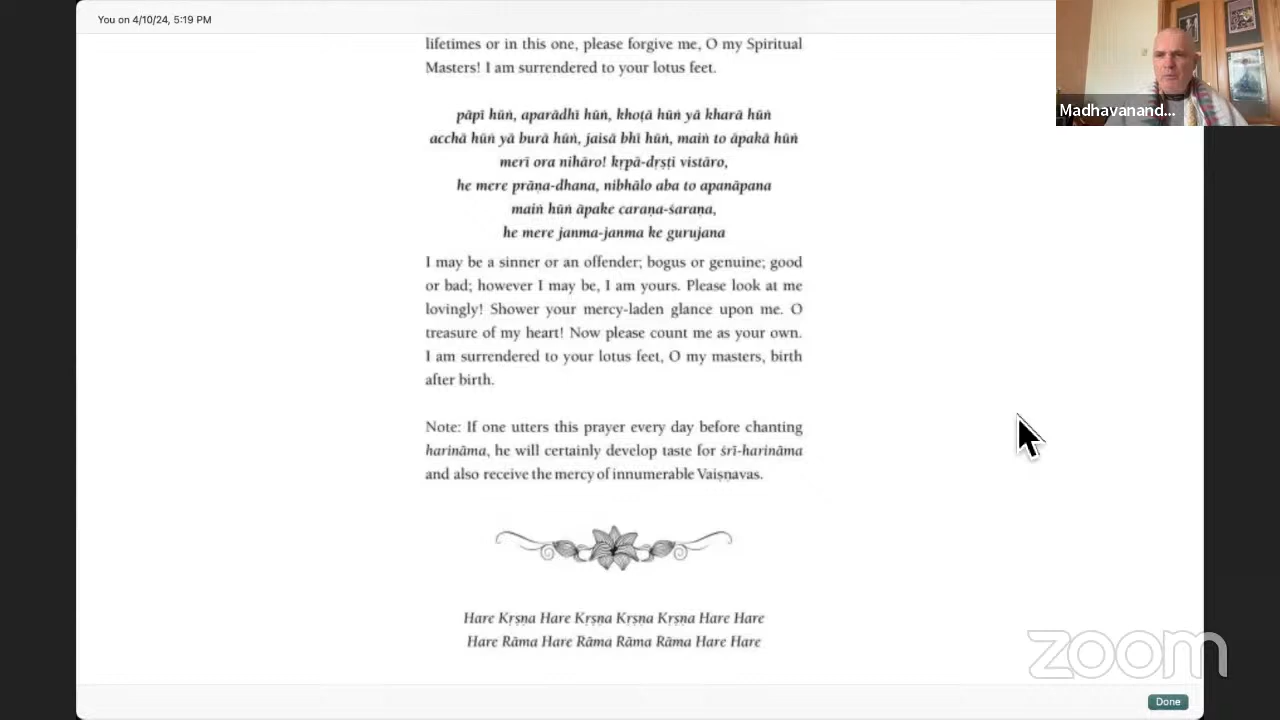 You on 4/10/24, 5:19 PM
lifetimes or in this one, please forgive me, O my Spiritual
Masters! I am surrendered to your lotus feet.
pāpī hūṅ, aparādhī hūṅ, khoṭā hūṅ yā kharā hūṅ
acchā hūṅ yā burā hūṅ, jaisā bhī hūṅ, maiṅ to āpakā hūṅ
merī ora nihāro! kṛpā-dṛṣṭi vistāro,
he mere prāṇa-dhana, nibhālo aba to apanāpana
maiṅ hūṅ āpake caraṇa-śaraṇa,
he mere janma-janma ke gurujana
I may be a sinner or an offender; bogus or genuine; good
or bad; however I may be, I am yours. Please look at me
lovingly! Shower your mercy-laden glance upon me. O
treasure of my heart! Now please count me as your own.
I am surrendered to your lotus feet, O my masters, birth
after birth.
Note: If one utters this prayer every day before chanting
harināma, he will certainly develop taste for śrī-harināma
and also receive the mercy of innumerable Vaiṣṇavas.
Hare Kṛṣṇa Hare Kṛṣṇa Kṛṣṇa Kṛṣṇa Hare Hare
Hare Rāma Hare Rāma Rāma Rāma Hare Hare
Madhavanand...
zoom
Done